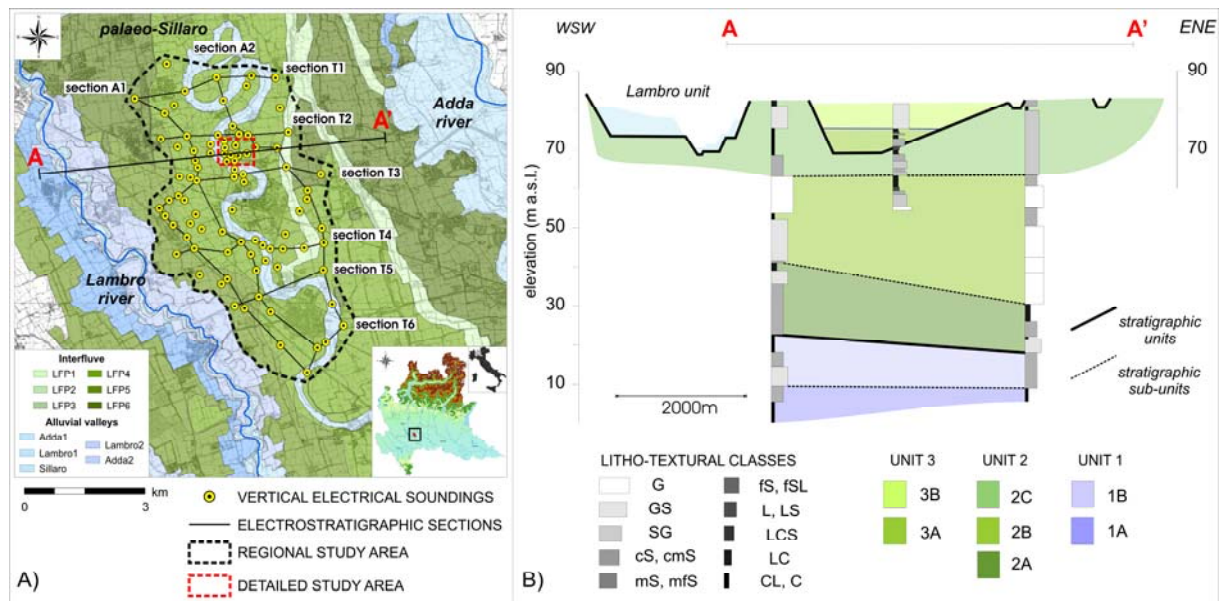 palaeo-Sillaro
section A2
section A1
section T1
section T2
Adda
river
A
A'
section T3
section T4
section T5
Lambro
river
section T6
Interfluve
LFP1
LFP4
LFP2
LFP5
LFP3
LFP6
Alluvial valleys
Adda1
Lambro2
Lambro1
Adda2
Sillaro
0
3
km
VERTICAL ELECTRICAL SOUNDINGS
ELECTROSTRATIGRAPHIC SECTIONS
REGIONAL STUDY AREA
DETAILED STUDY AREA
A)
WSW
A
A'
ENE
90
90
Lambro unit
70
70
elevation (m a.s.l.)
50
30
10
stratigraphic
units
stratigraphic
sub-units
2000m
LITHO-TEXTURAL CLASSES
G
fS, fSL
GS
L, LS
SG
LCS
cS, cmS
LC
mS, mfS
CL, C
UNIT 3
UNIT 2
UNIT 1
3B
2C
1B
3A
2B
1A
2A
B)